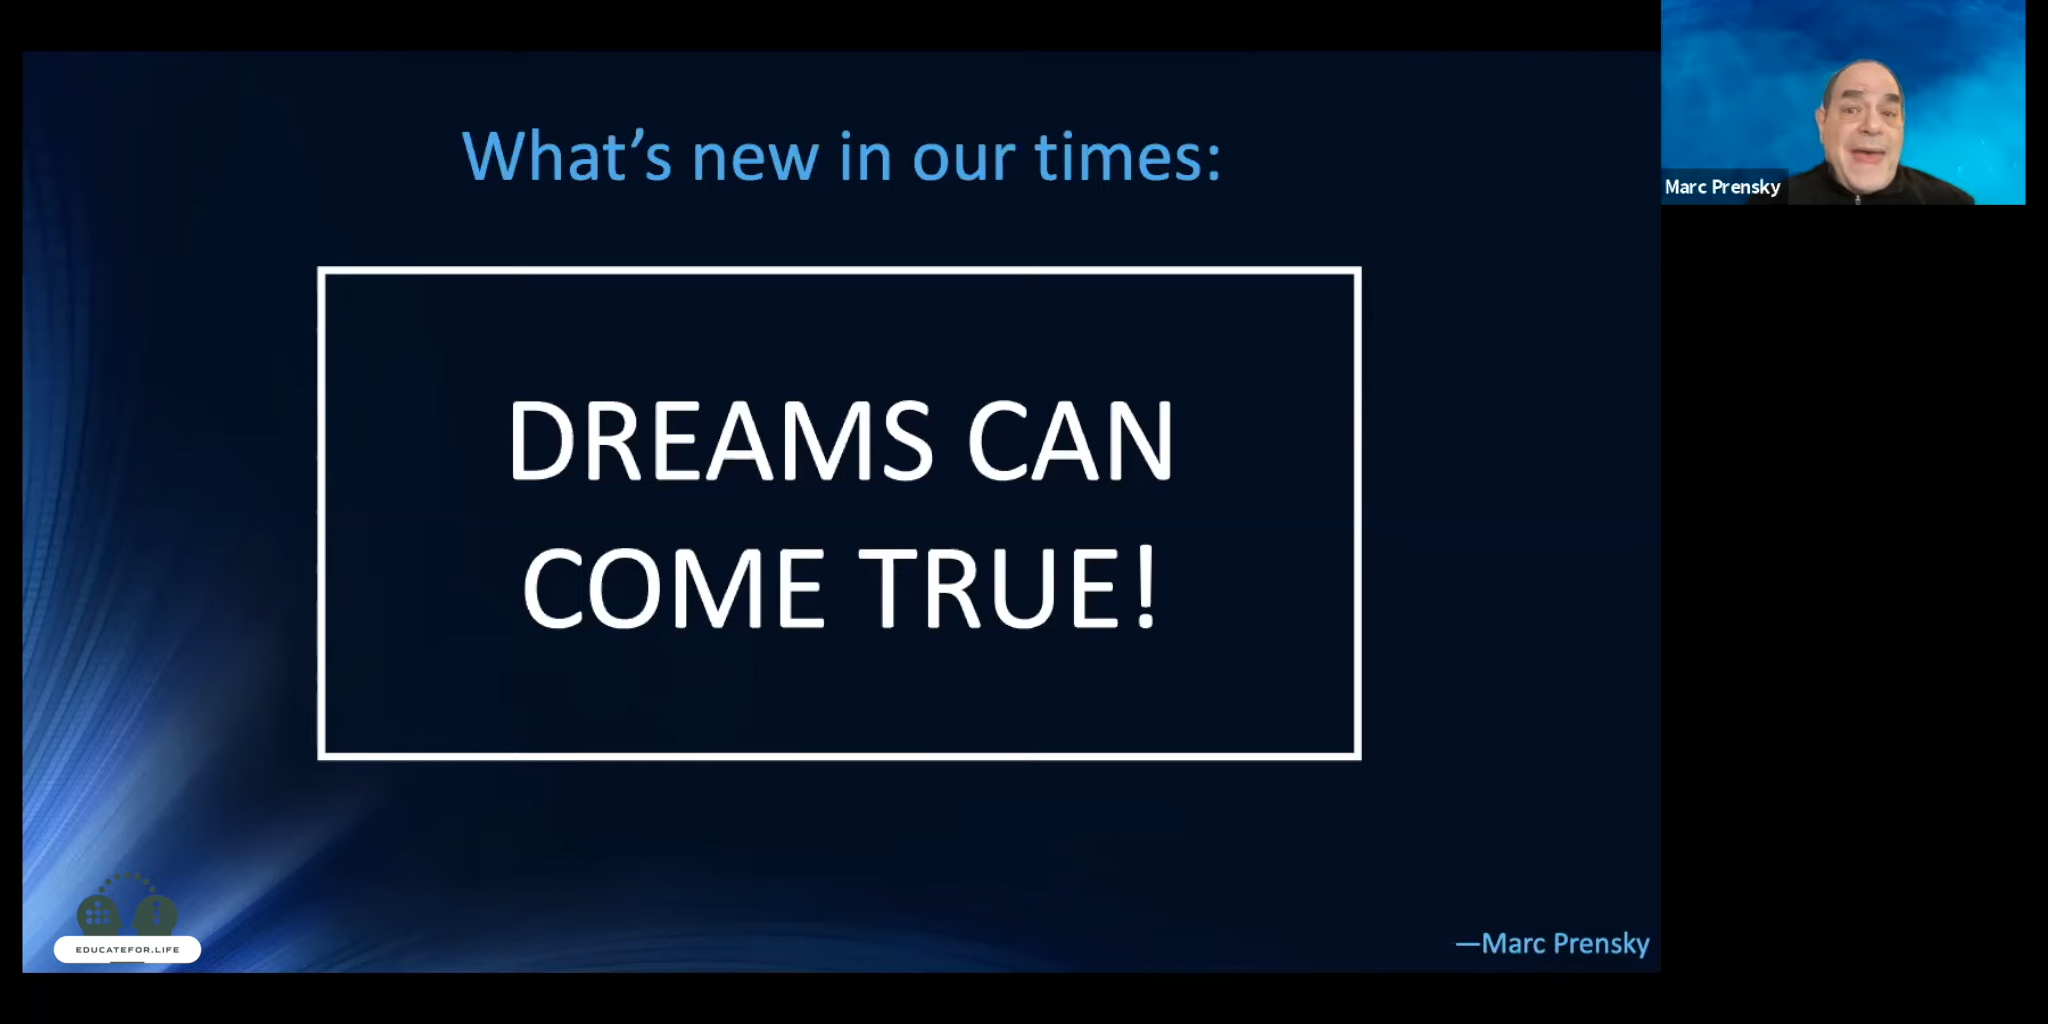 What's new in our times:
DREAMS CAN
COME TRUE!
Marc Prensky
EDUCATEFOR.LIFE
—Marc Prensky